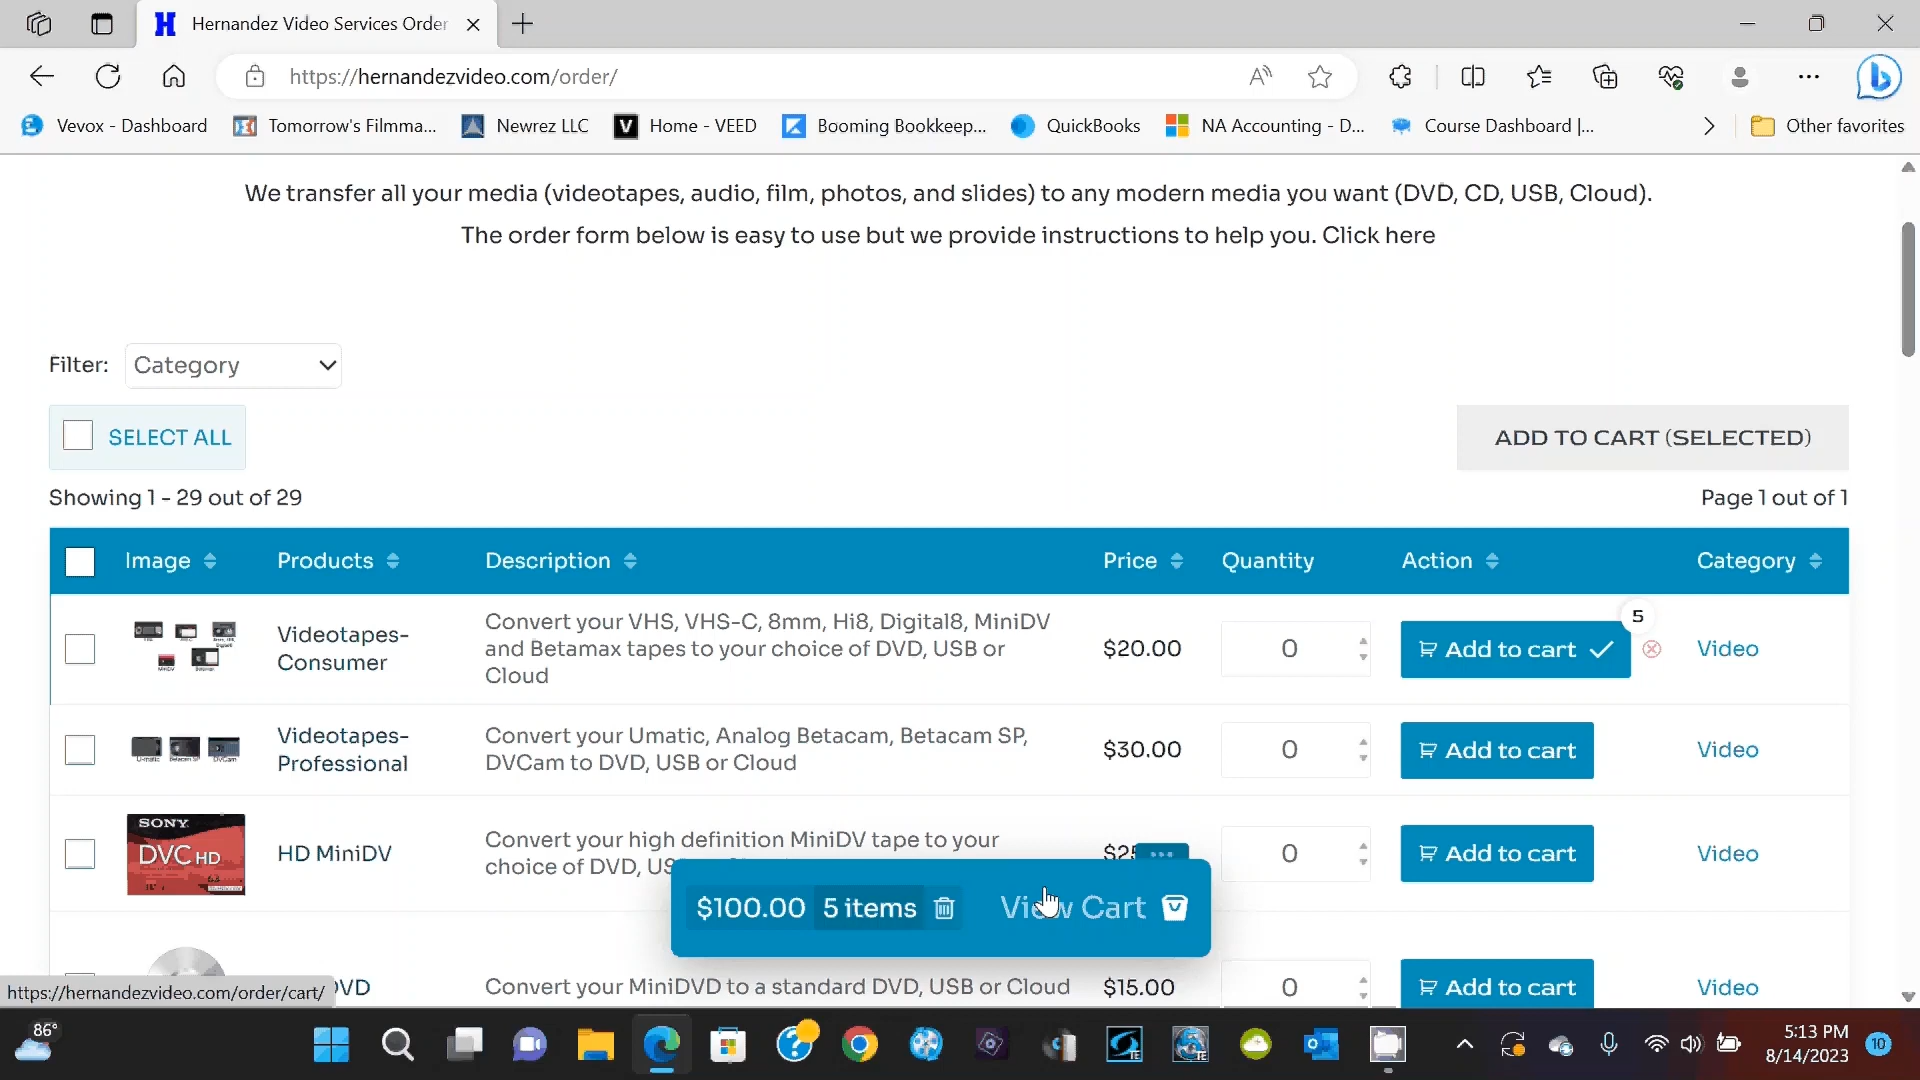 Hernandez Video Services Order
https://hernandezvideo.com/order/
Vevox - Dashboard
Tomorrow's Filmma...
Newrez LLC
Home - VEED
Booming Bookkeep...
QuickBooks
NA Accounting - D...
Course Dashboard |...
Other favorites
We transfer all your media (videotapes, audio, film, photos, and slides) to any modern media you want (DVD, CD, USB, Cloud).
The order form below is easy to use but we provide instructions to help you. Click here
Filter: Category
SELECT ALL
ADD TO CART (SELECTED)
Showing 1 - 29 out of 29
Page 1 out of 1
Image Products Description Price Quantity Action Category
Videotapes-
Consumer
Convert your VHS, VHS-C, 8mm, Hi8, Digital8, MiniDV
and Betamax tapes to your choice of DVD, USB or
Cloud
$20.00
0
Add to cart
5
Video
Videotapes-
Professional
Convert your Umatic, Analog Betacam, Betacam SP,
DVCam to DVD, USB or Cloud
$30.00
0
Add to cart
Video
SONY
DVC HD
63
HD MiniDV
Convert your high definition MiniDV tape to your
choice of DVD, US
0
Add to cart
Video
$100.00 5 items
View Cart
VD
Convert your MiniDVD to a standard DVD, USB or Cloud
$15.00
0
Add to cart
Video
https://hernandezvideo.com/order/cart/
86°
5:13 PM
8/14/2023
10